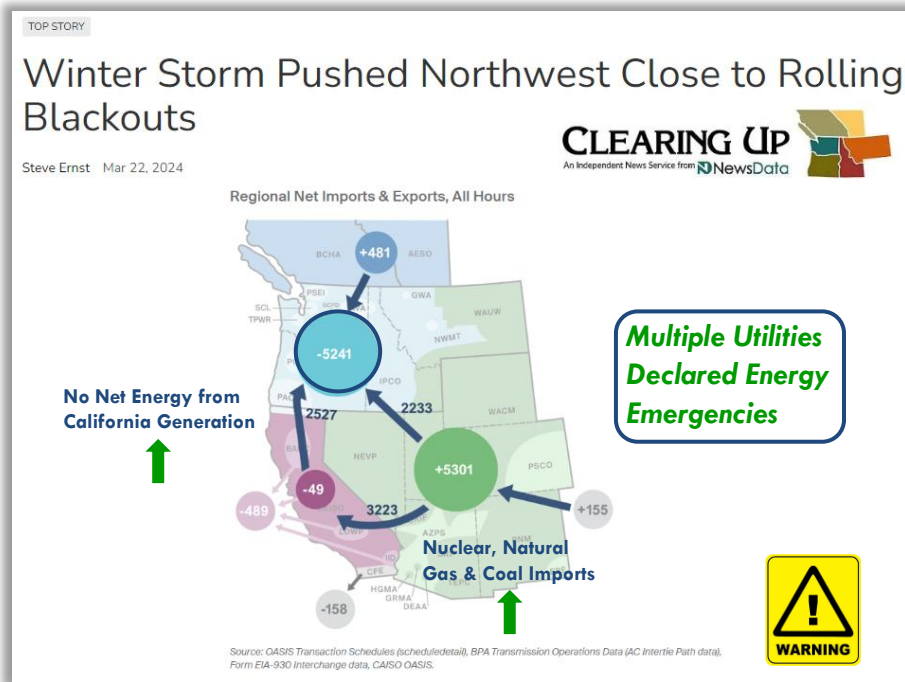 TOP STORY
Winter Storm Pushed Northwest Close to Rolling
Blackouts
Steve Ernst Mar 22, 2024
CLEARING UP
An Independent News Service from NewsData
Regional Net Imports & Exports, All Hours
BCHA
+481
AESO
PSEI
GWA
SCL
TPWR
WAUW
NWMT
-5241
IPCO
WACM
2527
2233
No Net Energy from
California Generation
Multiple Utilities
Declared Energy
Emergencies
NEVP
+5301
PSCO
-49
-489
3223
+155
LDWP
AZPS
PNM
IID
CFE
Nuclear, Natural
Gas & Coal Imports
TEPC
HGMA
GRMA
DEAA
-158
!
WARNING
Source: OASIS Transaction Schedules (scheduledetail), BPA Transmission Operations Data (AC Intertie Path data),
Form EIA-930 Interchange data, CAISO OASIS.